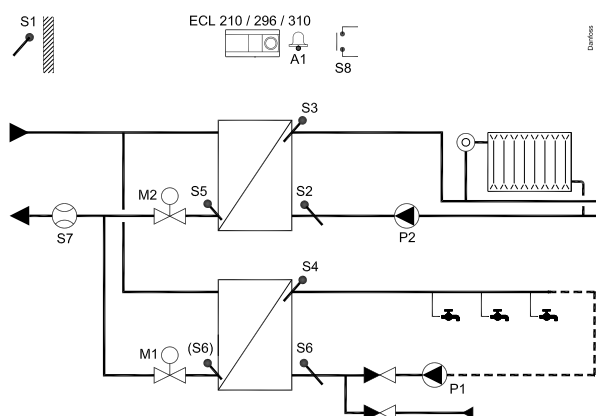 S1
ECL 210 / 296 / 310
A1
S8
Danfoss
S3
M2
S5
S2
S7
P2
S4
M1
(S6)
S6
P1